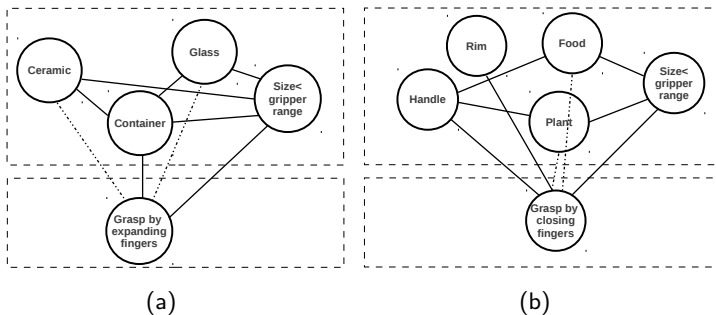 Ceramic
Glass
Container
Size<
gripper
range
Grasp by
expanding
fingers
(a)
Rim
Food
Handle
Plant
Size<
gripper
range
Grasp by
closing
fingers
(b)